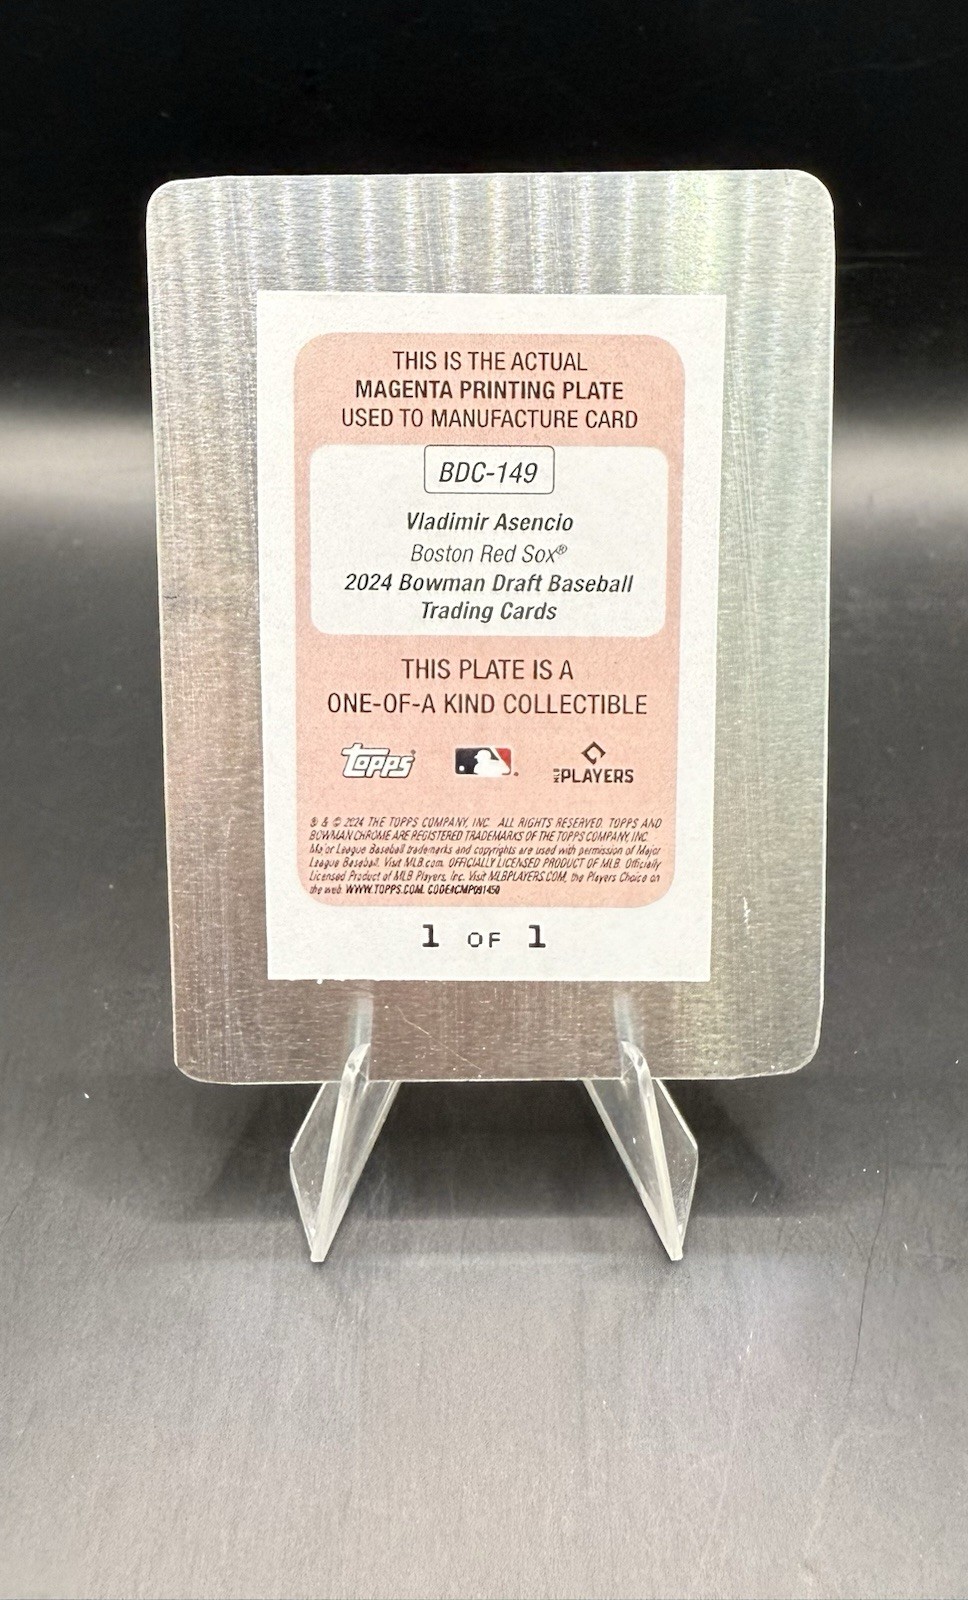 THIS IS THE ACTUAL
MAGENTA PRINTING PLATE
USED TO MANUFACTURE CARD
BDC-149
Vladimir Asencio
Boston Red Sox®
2024 Bowman Draft Baseball
Trading Cards
THIS PLATE IS A
ONE-OF-A KIND COLLECTIBLE
topps MLB PLAYERS
® & © 2024 THE TOPPS COMPANY, INC. ALL RIGHTS RESERVED. TOPPS AND
BOWMAN CHROME ARE REGISTERED TRADEMARKS OF THE TOPPS COMPANY, INC.
Major League Baseball trademarks and copyrights are used with permission of Major
League Baseball. Visit MLB.com. OFFICIALLY LICENSED PRODUCT OF MLB Officially
Licensed Product of MLB Players, Inc. Visit MLBPLAYERS.COM, the Players Choice on
the web. WWW.TOPPS.COM. CODE#CMP091450
1 OF 1